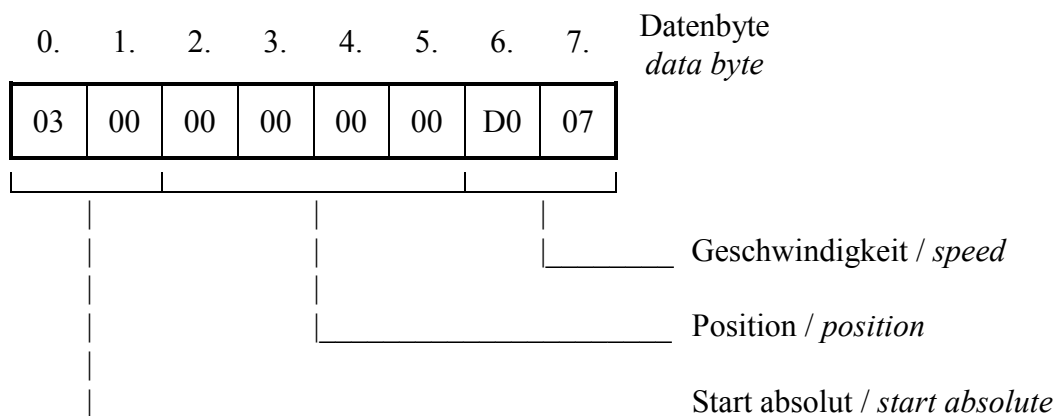 0. 1. 2. 3. 4. 5. 6. 7. Datenbyte
data byte
03 00 00 00 00 00 D0 07
Geschwindigkeit / speed
Position / position
Start absolut / start absolute